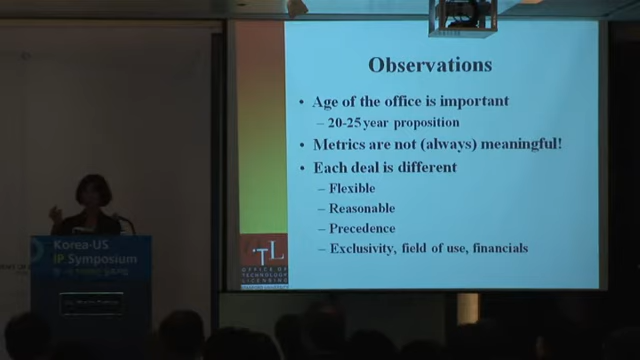 Observations
• Age of the office is important
– 20-25 year proposition
• Metrics are not (always) meaningful!
• Each deal is different
– Flexible
– Reasonable
– Precedence
– Exclusivity, field of use, financials
OTL
OFFICE OF
TECHNOLOGY
LICENSING
Korea-US
IP Symposium